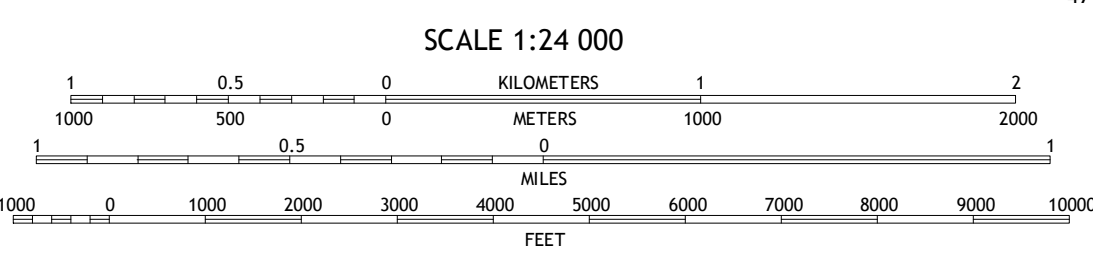 SCALE 1:24 000
1 0.5 0 KILOMETERS 1 2
1000 500 0 METERS 1000 2000
1 0.5 0 1
MILES
1000 0 1000 2000 3000 4000 5000 6000 7000 8000 9000 10000
FEET